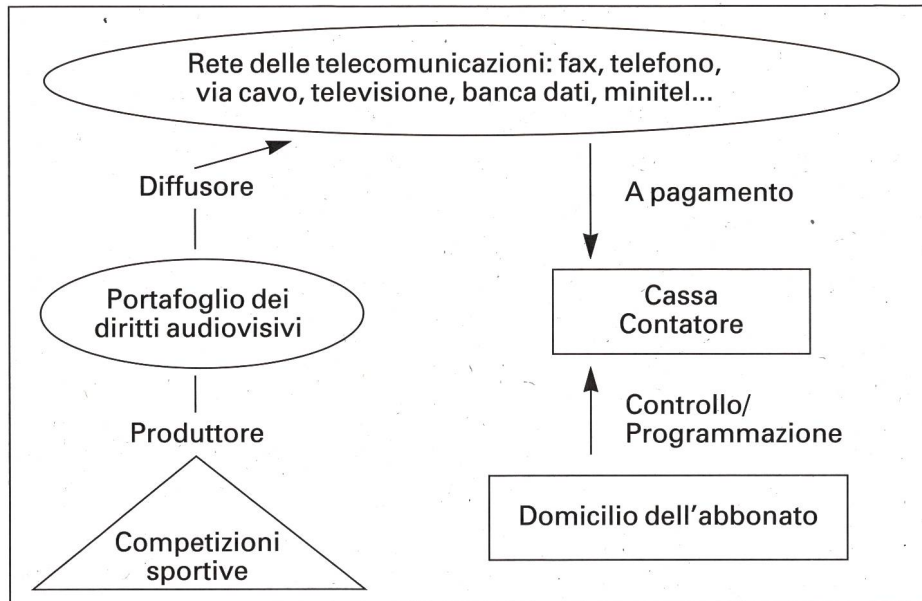 Rete delle telecomunicazioni: fax, telefono,
via cavo, televisione, banca dati, minitel...
Diffusore
A pagamento
Portafoglio dei
diritti audiovisivi
Cassa
Contatore
Produttore
Controllo/
Programmazione
Competizioni
sportive
Domicilio dell'abbonato